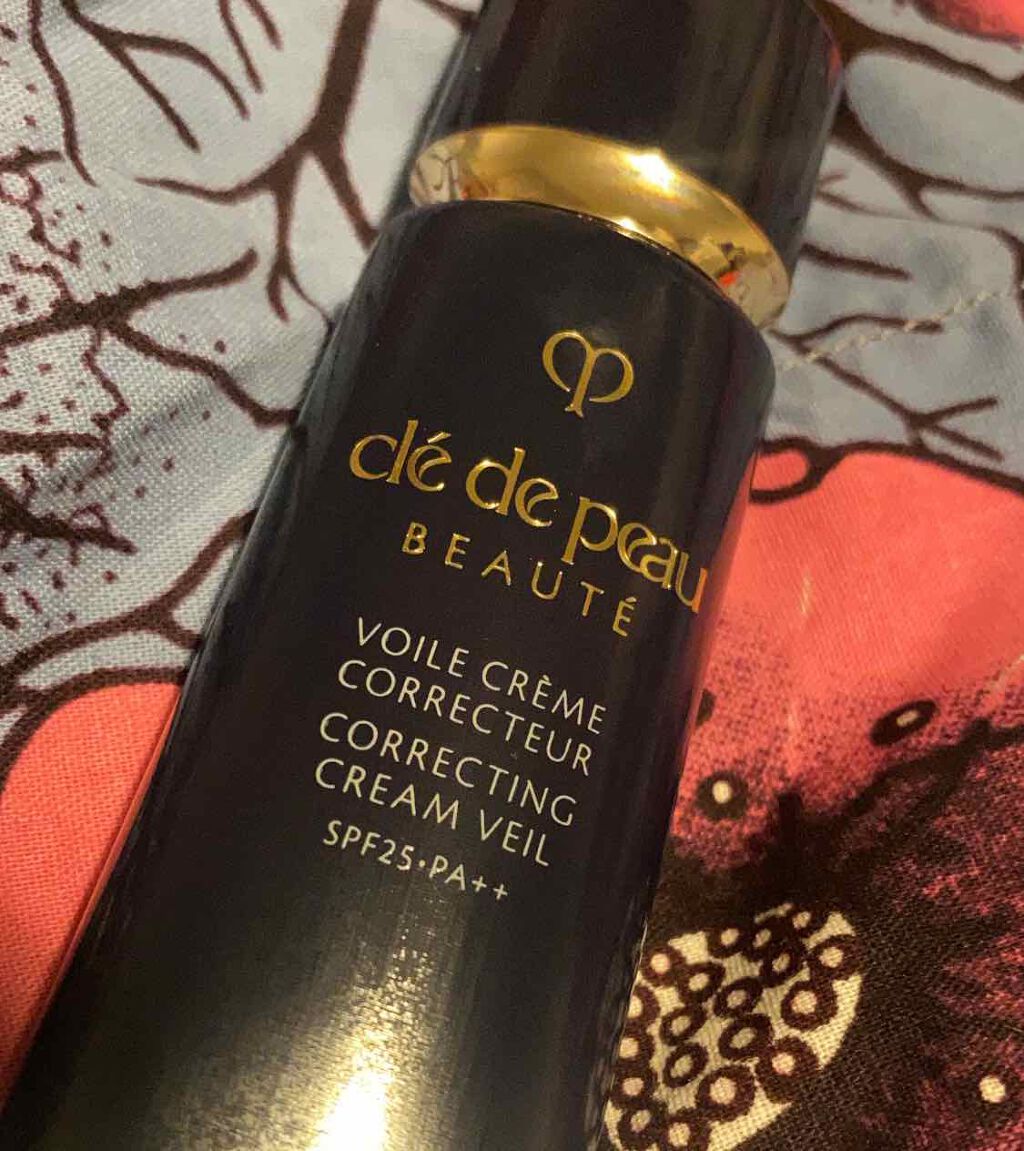 clé de peau
BEAUTÉ
VOILE CRÈME
CORRECTEUR
CORRECTING
CREAM VEIL
SPF25·PA++